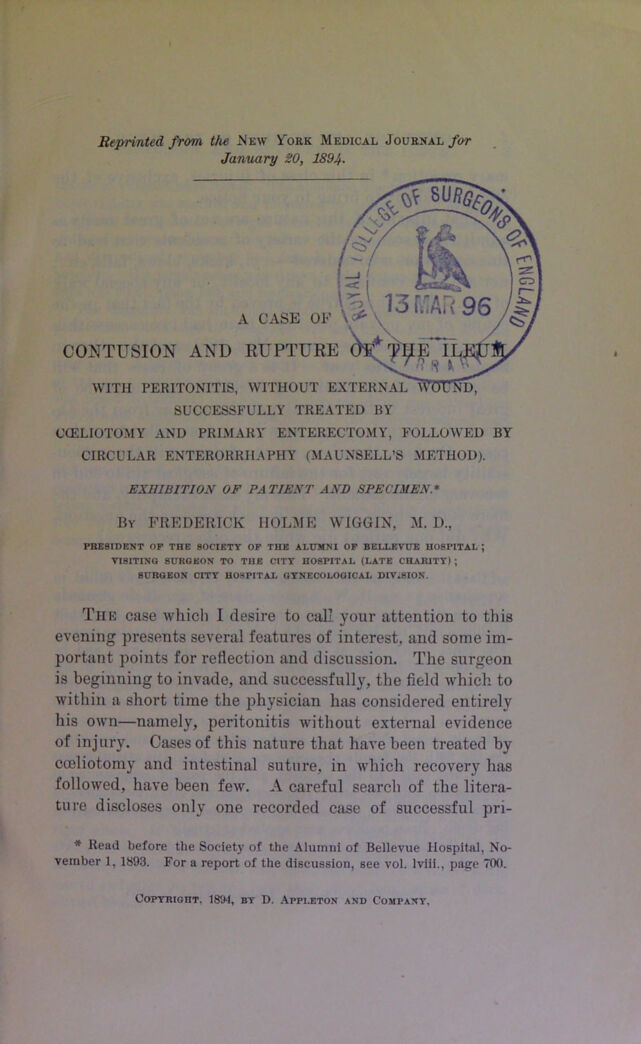 Reprinted from the New York Medical Journal for
January 20, 1894.
ROYAL COLLEGE OF SURGEONS OF ENGLAND
13 MAR 96
LIBRARY
A CASE OF
CONTUSION AND RUPTURE OF THE ILEUM
WITH PERITONITIS, WITHOUT EXTERNAL WOUND,
SUCCESSFULLY TREATED BY
CŒLIOTOMY AND PRIMARY ENTERECTOMY, FOLLOWED BY
CIRCULAR ENTERORRHAPHY (MAUNSELL'S METHOD).
EXHIBITION OF PATIENT AND SPECIMEN.*
By FREDERICK HOLME WIGGIN, M. D.,
PRESIDENT OF THE SOCIETY OF THE ALUMNI OF BELLEVUE HOSPITAL;
VISITING SURGEON TO THE CITY HOSPITAL (LATE CHARITY);
SURGEON CITY HOSPITAL GYNECOLOGICAL DIVISION.
The case which I desire to call your attention to this
evening presents several features of interest, and some im-
portant points for reflection and discussion. The surgeon
is beginning to invade, and successfully, the field which to
within a short time the physician has considered entirely
his own—namely, peritonitis without external evidence
of injury. Cases of this nature that have been treated by
cœliotomy and intestinal suture, in which recovery has
followed, have been few. A careful search of the litera-
ture discloses only one recorded case of successful pri-
* Read before the Society of the Alumni of Bellevue Hospital, No-
vember 1, 1893. For a report of the discussion, see vol. lviii., page 700.
Copyright, 1894, by D. Appleton and Company.